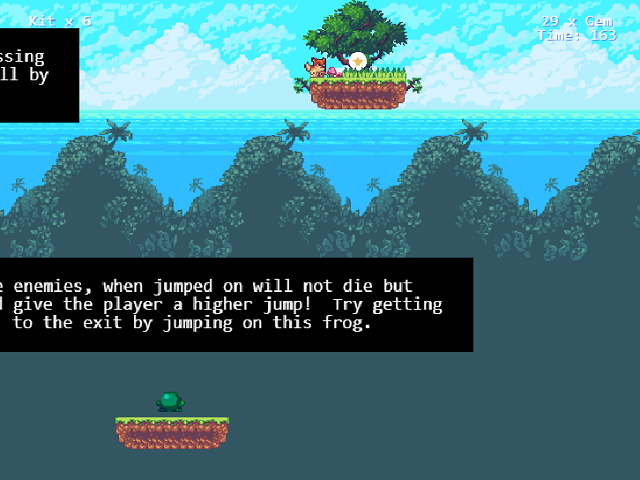 Kit x 6
29 x Gem
Time: 163
ssing
ll by
e enemies, when jumped on will not die but
d give the player a higher jump! Try getting
to the exit by jumping on this frog.